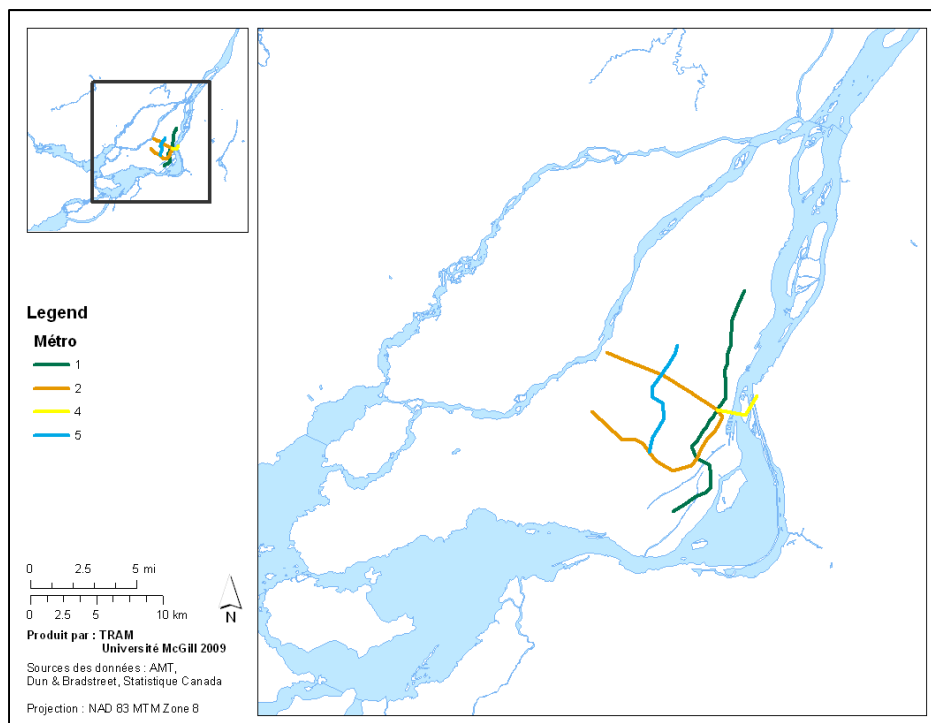 Legend
Métro
1
2
4
5
0 2.5 5 mi
0 2.5 5 10 km
N
Produit par : TRAM
Université McGill 2009
Sources des données : AMT,
Dun & Bradstreet, Statistique Canada
Projection : NAD 83 MTM Zone 8